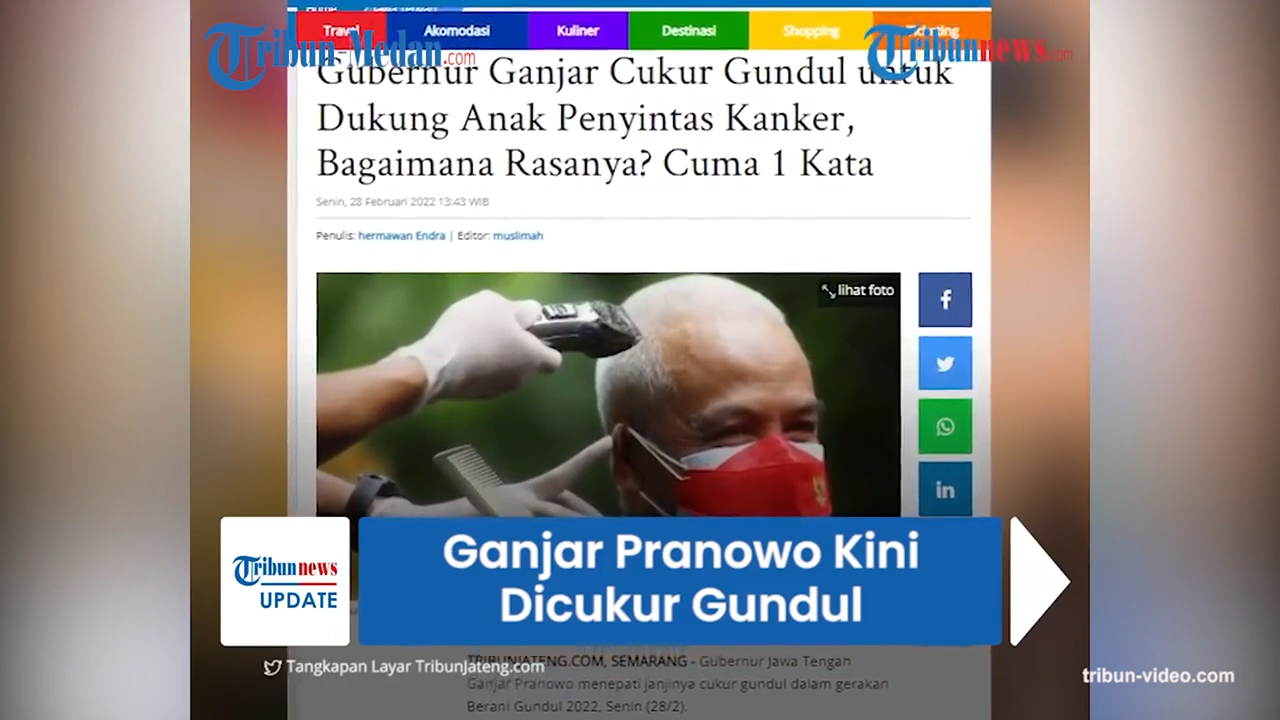 Home
Travel
Akomodasi
Kuliner
Destinasi
Shopping
Tribun-Medan.com
Tribunnews.com
Gubernur Ganjar Cukur Gundul untuk
Dukung Anak Penyintas Kanker,
Bagaimana Rasanya? Cuma 1 Kata
Senin, 28 Februari 2022 13:43 WIB
Penulis: hermawan Endra | Editor: muslimah
lihat foto
f
in
Tribunnews
UPDATE
Ganjar Pranowo Kini
Dicukur Gundul
Tangkapan Layar TribunJateng.com
TRIBUNJATENG.COM, SEMARANG - Gubernur Jawa Tengah
Ganjar Pranowo menepati janjinya cukur gundul dalam gerakan
Berani Gundul 2022, Senin (28/2).
tribun-video.com